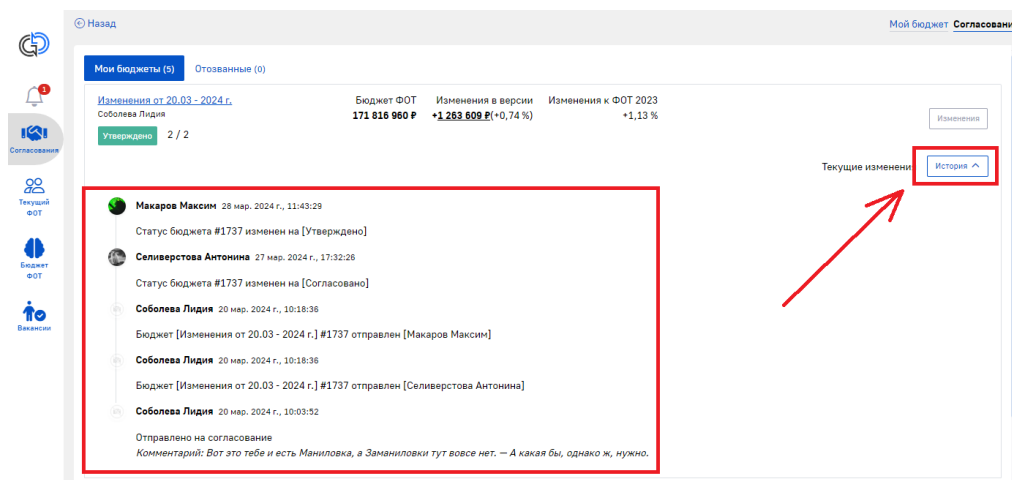 Назад
Мой бюджет Согласовани
1
Мои бюджеты (5) Отозванные (0)
Изменения от 20.03 - 2024 г.
Соболева Лидия
Утверждено 2 / 2
Бюджет ФОТ Изменения в версии Изменения к ФОТ 2023
171 816 960 ₽ +1 263 609 ₽(+0,74 %) +1,13 %
Изменения
Согласования
Текущие изменени
История
Текущий
ФОТ
Бюджет
ФОТ
Вакансии
Макаров Максим 28 мар. 2024 г., 11:43:29
Статус бюджета #1737 изменен на [Утверждено]
Селиверстова Антонина 27 мар. 2024 г., 17:32:26
Статус бюджета #1737 изменен на [Согласовано]
Соболева Лидия 20 мар. 2024 г., 10:18:36
Бюджет [Изменения от 20.03 - 2024 г.] #1737 отправлен [Макаров Максим]
Соболева Лидия 20 мар. 2024 г., 10:18:36
Бюджет [Изменения от 20.03 - 2024 г.] #1737 отправлен [Селиверстова Антонина]
Соболева Лидия 20 мар. 2024 г., 10:03:52
Отправлено на согласование
Комментарий: Вот это тебе и есть Маниловка, а Заманиловки тут вовсе нет. — А какая бы, однако ж, нужно.